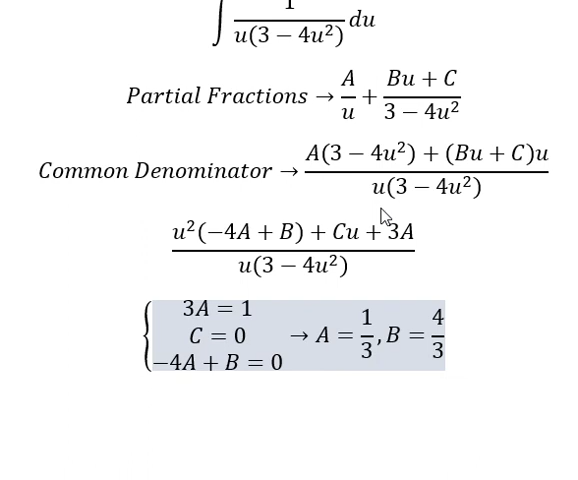 ∫ 1/(u(3 − 4u²)) du
Partial Fractions → A/u + (Bu + C)/(3 − 4u²)
Common Denominator → (A(3 − 4u²) + (Bu + C)u)/(u(3 − 4u²))
(u²(−4A + B) + Cu + 3A)/(u(3 − 4u²))
{ 3A = 1
C = 0 → A = 1/3, B = 4/3
−4A + B = 0